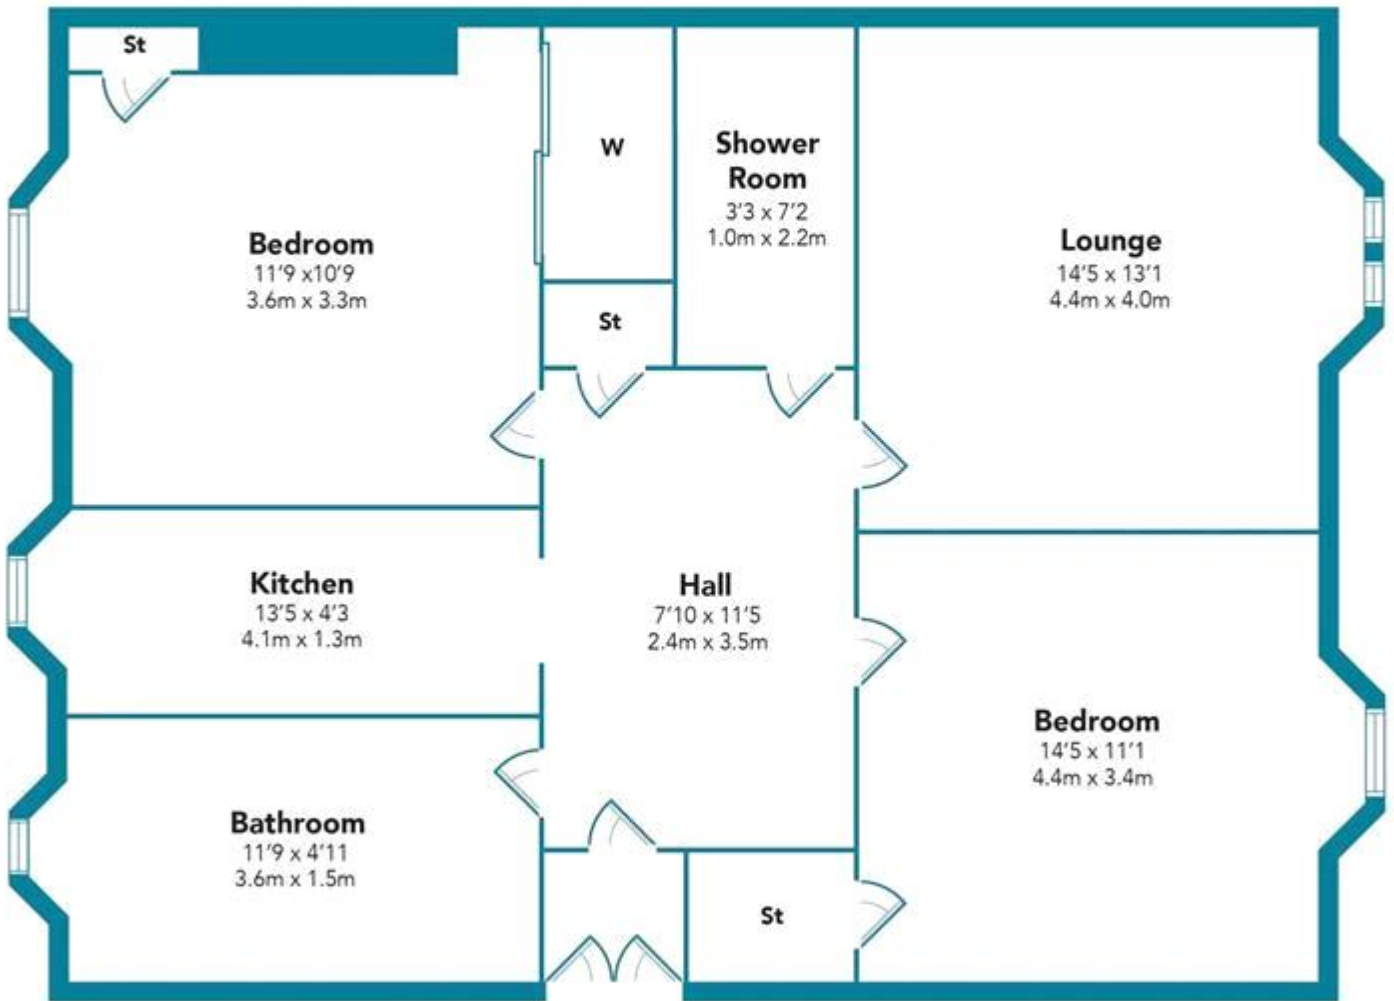 St
W
Shower
Room
3'3 x 7'2
1.0m x 2.2m
Lounge
14'5 x 13'1
4.4m x 4.0m
Bedroom
11'9 x10'9
3.6m x 3.3m
St
Kitchen
13'5 x 4'3
4.1m x 1.3m
Hall
7'10 x 11'5
2.4m x 3.5m
Bedroom
14'5 x 11'1
4.4m x 3.4m
Bathroom
11'9 x 4'11
3.6m x 1.5m
St